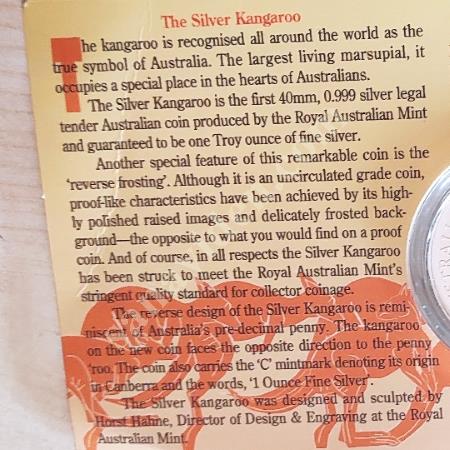 The Silver Kangaroo
The kangaroo is recognised all around the world as the
true symbol of Australia. The largest living marsupial, it
occupies a special place in the hearts of Australians.
The Silver Kangaroo is the first 40mm, 0.999 silver legal
tender Australian coin produced by the Royal Australian Mint
and guaranteed to be one Troy ounce of fine silver.
Another special feature of this remarkable coin is the
'reverse frosting'. Although it is an uncirculated grade coin,
proof-like characteristics have been achieved by its high-
ly polished raised images and delicately frosted back-
ground—the opposite to what you would find on a proof
coin. And of course, in all respects the Silver Kangaroo
has been struck to meet the Royal Australian Mint's
stringent quality standard for collector coinage.
The reverse design of the Silver Kangaroo is remi-
niscent of Australia's pre-decimal penny. The kangaroo
on the new coin faces the opposite direction to the penny
'roo. The coin also carries the 'C' mintmark denoting its origin
in Canberra and the words, '1 Ounce Fine Silver'.
The Silver Kangaroo was designed and sculpted by
Horst Hahne, Director of Design & Engraving at the Royal
Australian Mint.